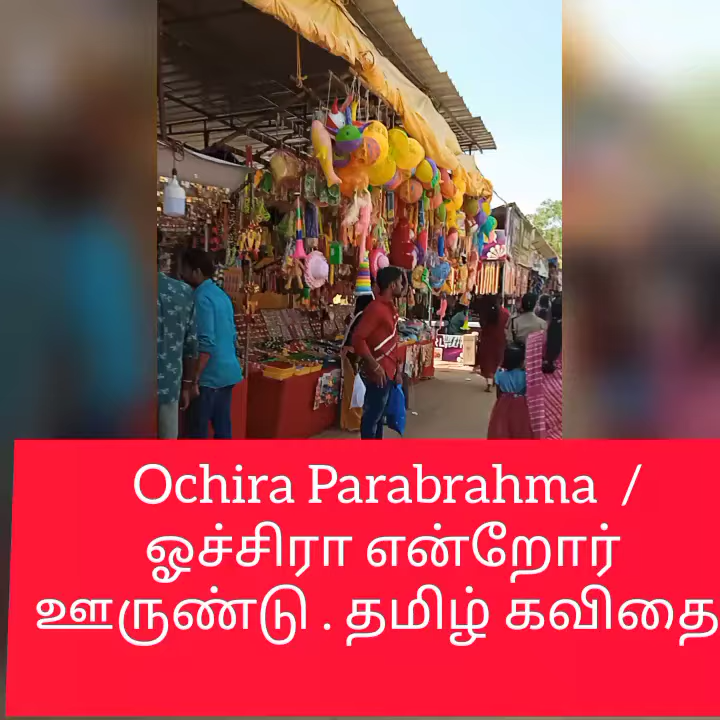 Ochira Parabrahma /
ஓச்சிரா என்றோர்
ஊருண்டு . தமிழ் கவிதை